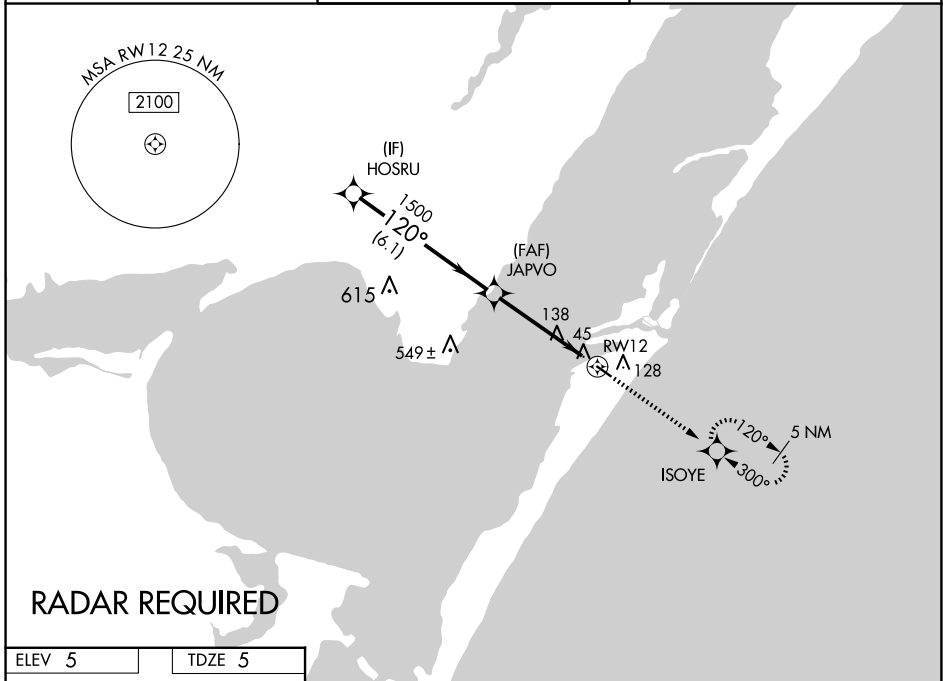 MSA RW12 25 NM
2100
(IF)
HOSRU
1500
120°
(6.1)
(FAF)
JAPVO
615
549 ±
138
45
RW12
128
120°
5 NM
300°
ISOYE
RADAR REQUIRED
ELEV 5
TDZE 5